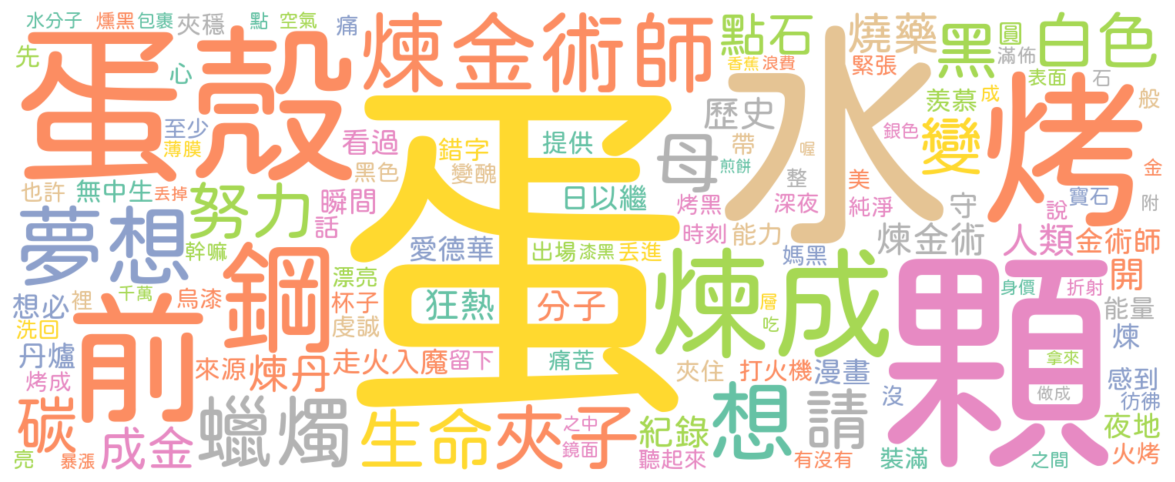 水分子 燻黑 包裹 夾穩 點 空氣 痛 煉金術師 點石 燒藥 黑 圓 白色
先 蛋殼 心 香蕉 浪費 緊張 滿佈 表面 石
蛋 水 羨慕 成 烤 般
至少 薄膜 看過 錯字 提供 歷史 帶 銀色 喔 變
也許 無中生 丟掉 黑色 變醜 母 煎餅 整 美 金
夢想 努力 瞬間 話 日以繼 烤黑 深夜 純淨 守 說 寶石 附
幹嘛 鋼 愛德華 出場 漆黑 丟進 時刻 能力 媽黑 煉金術 人類 金術師
想必 裡 千萬 烏漆 漂亮 杯子 狂熱 分子 煉成 顆 層 身價 折射 開 能量
洗回 前 虔誠 吃 煉
丹爐 烤成 來源 煉丹 走火入魔 留下 痛苦 夾住 打火機 漫畫 拿來 感到
碳 成金 蠟燭 生命 夾子 之中 紀錄 想 請 沒 做成 彷彿 夜地
亮 暴漲 鏡面 聽起來 有沒有 裝滿 之間 火烤